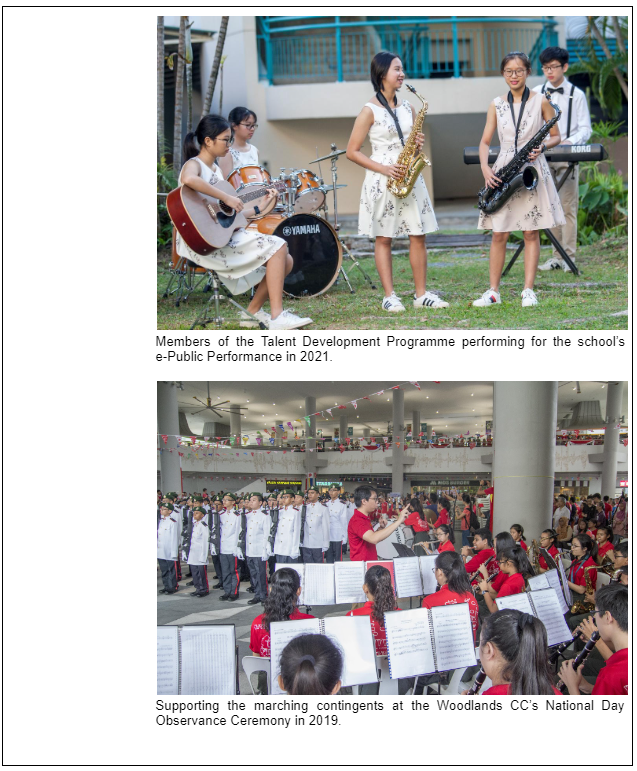 YAMAHA
KORG
Members of the Talent Development Programme performing for the school's
e-Public Performance in 2021.
Supporting the marching contingents at the Woodlands CC's National Day
Observance Ceremony in 2019.